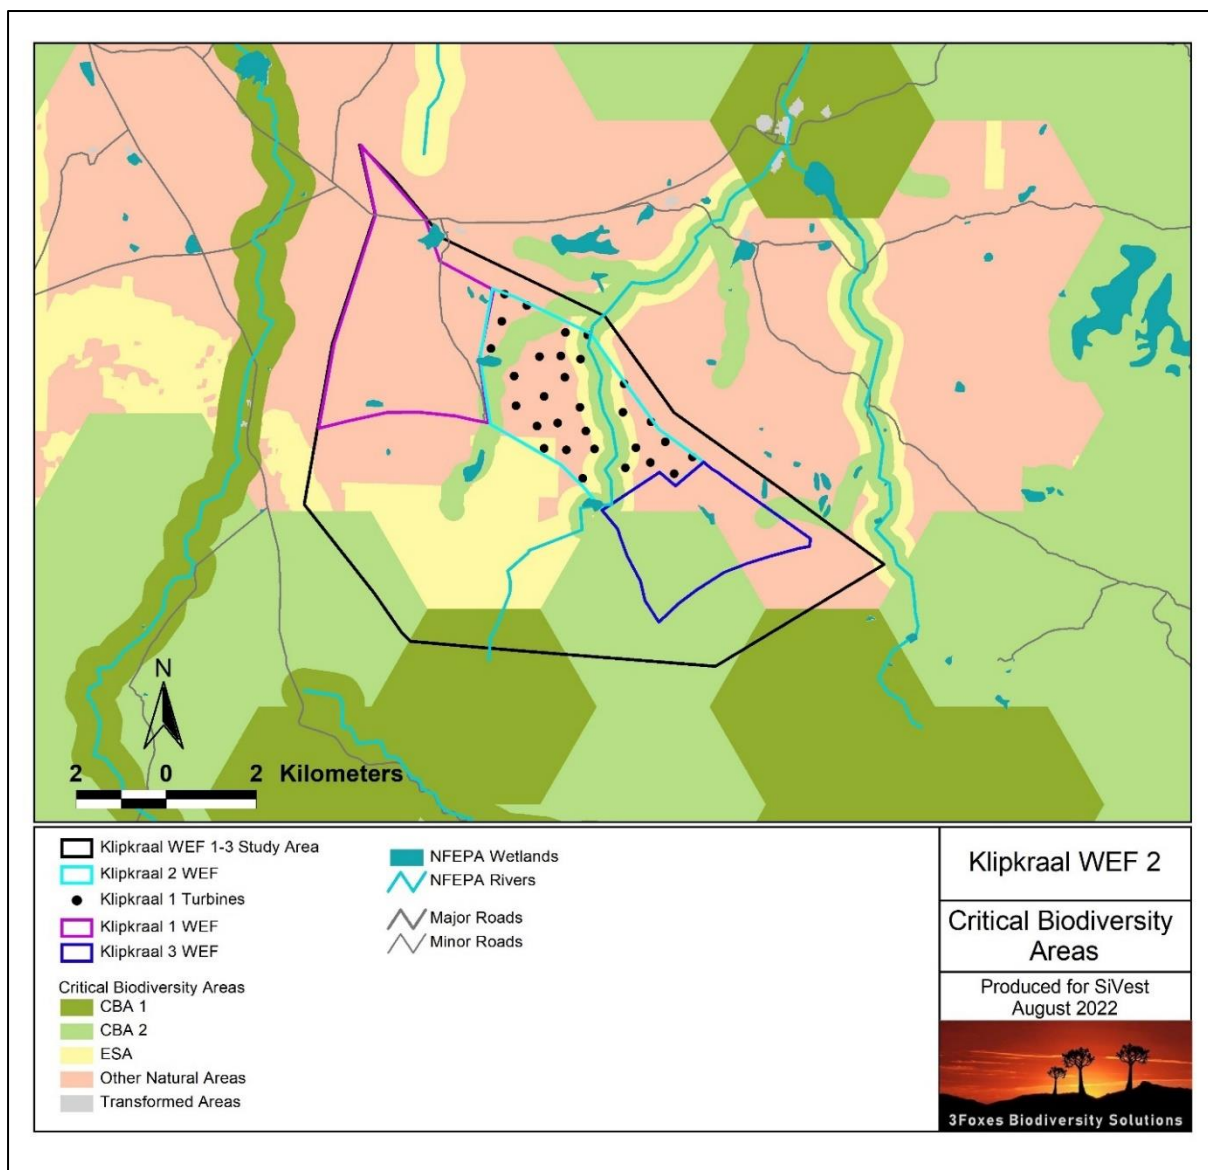 N
2 0 2 Kilometers
Klipkraal WEF 1-3 Study Area
Klipkraal 2 WEF
Klipkraal 1 Turbines
Klipkraal 1 WEF
Klipkraal 3 WEF
Critical Biodiversity Areas
CBA 1
CBA 2
ESA
Other Natural Areas
Transformed Areas
NFEPA Wetlands
NFEPA Rivers
Major Roads
Minor Roads
Klipkraal WEF 2
Critical Biodiversity
Areas
Produced for SiVest
August 2022
3Foxes Biodiversity Solutions